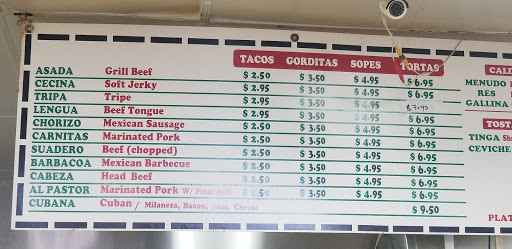 TACOS GORDITAS SOPES TORTAS
ASADA Grill Beef $2.50 $3.50 $4.95 $6.95
CECINA Soft Jerky $2.50 $3.50 $4.95 $6.95
TRIPA Tripe $2.95 $3.50 $4.95 $6.95
LENGUA Beef Tongue $2.95 $3.50 $4.95 $7.95
CHORIZO Mexican Sausage $2.50 $3.50 $4.95 $6.95
CARNITAS Marinated Pork $2.50 $3.50 $4.95 $6.95
SUADERO Beef (chopped) $2.50 $3.50 $4.95 $6.95
BARBACOA Mexican Barbecue $2.50 $3.50 $4.95 $6.95
CABEZA Head Beef $2.50 $3.50 $4.95 $6.95
AL PASTOR Marinated Pork W/ Pineapple $2.50 $3.50 $4.95 $6.95
CUBANA Cuban / Milaneza, Bacon, Ham, Cheese $9.50
CALD
MENUDO
RES
GALLINA
TOST
TINGA
CEVICHE
PLAT